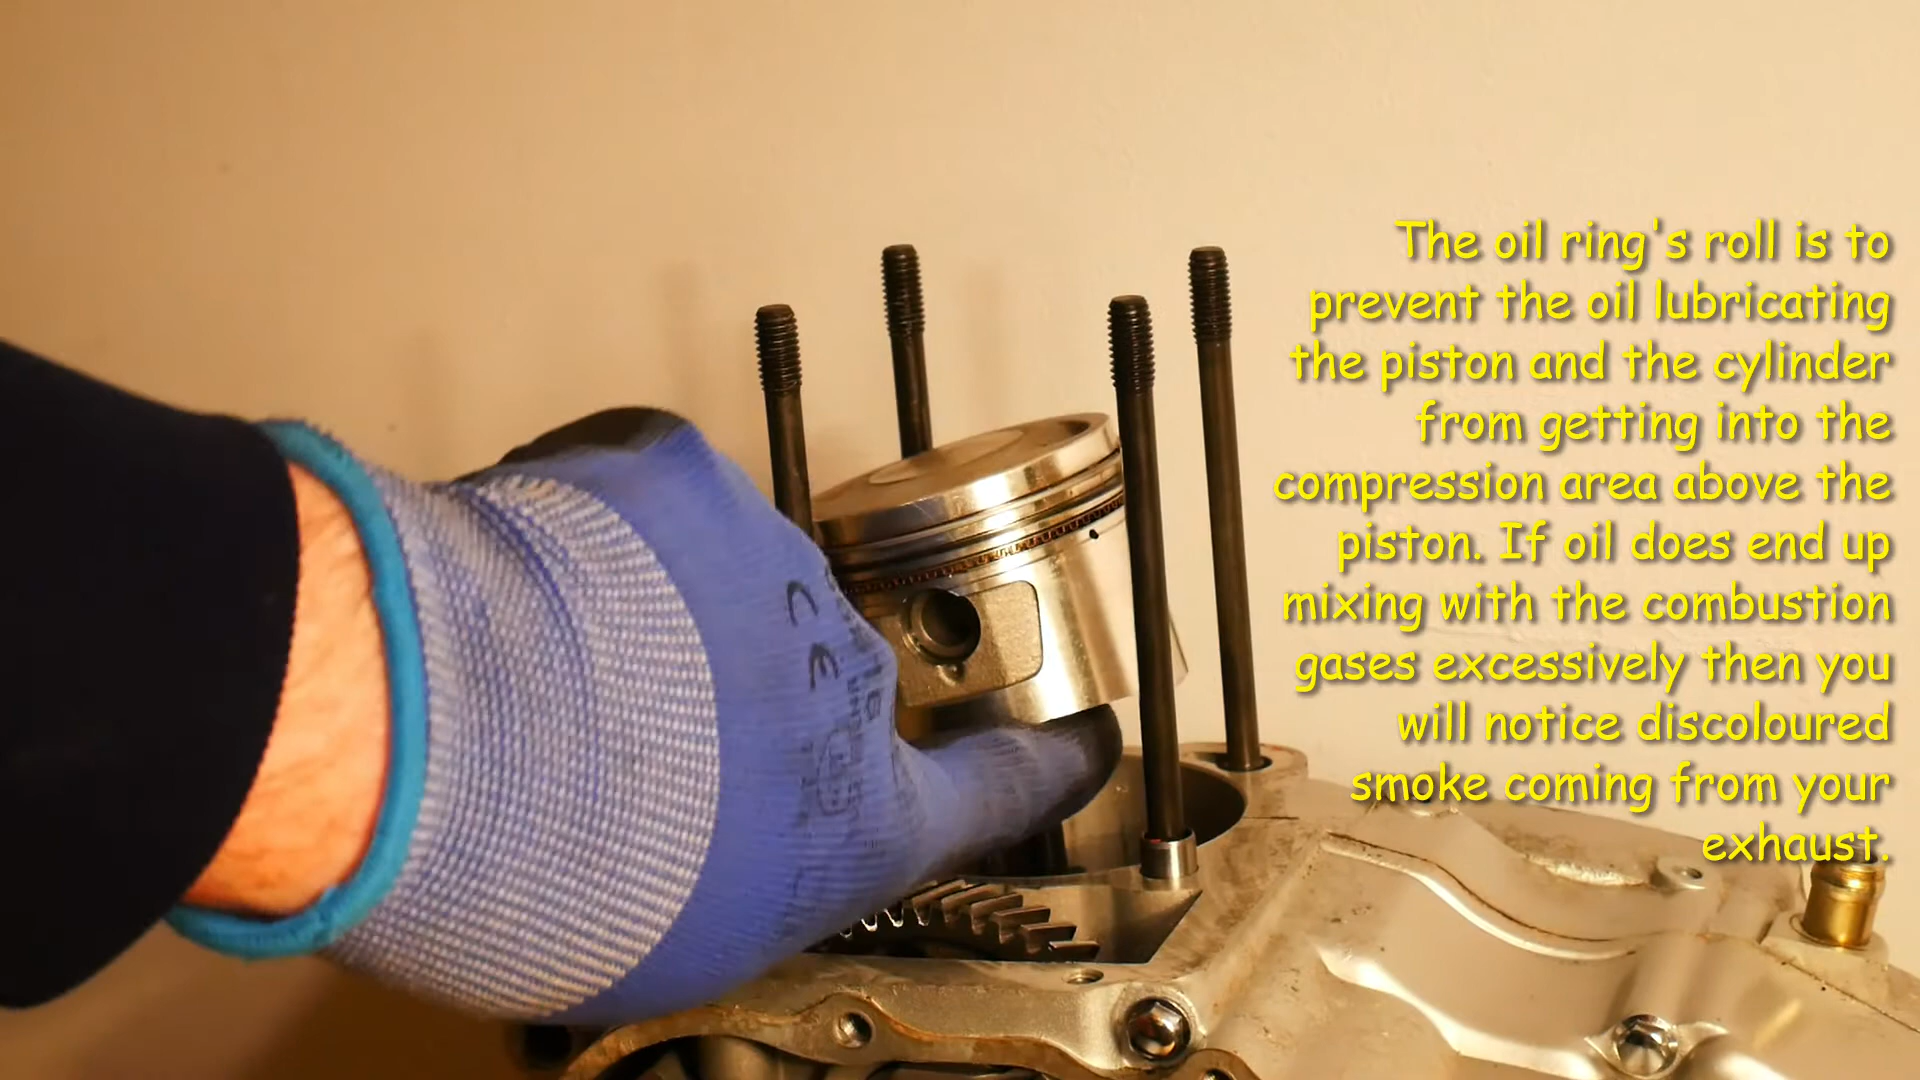 The oil ring's roll is to
prevent the oil lubricating
the piston and the cylinder
from getting into the
compression area above the
piston. If oil does end up
mixing with the combustion
gases excessively then you
will notice discoloured
smoke coming from your
exhaust.
CE